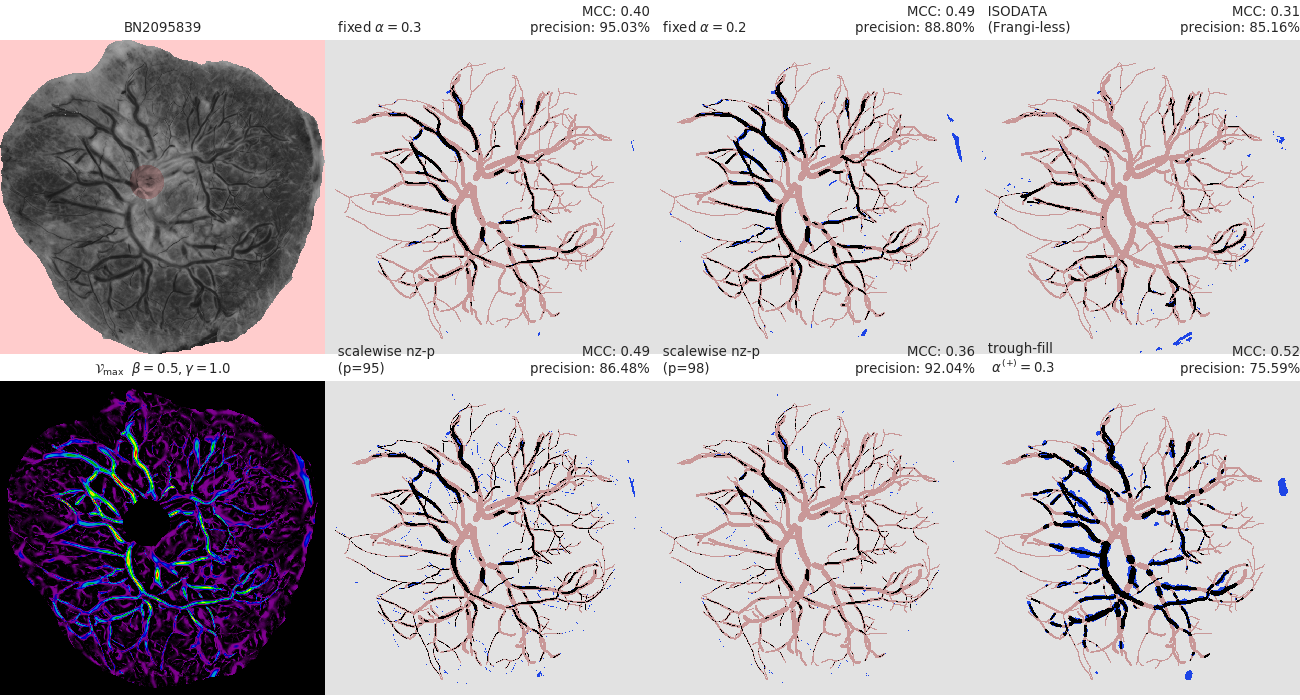 BN2095839
fixed α = 0.3
MCC: 0.40
precision: 95.03%
fixed α = 0.2
MCC: 0.49
precision: 88.80%
ISODATA
(Frangi-less)
MCC: 0.31
precision: 85.16%
𝒱max β = 0.5, γ = 1.0
scalewise nz-p
(p=95)
MCC: 0.49
precision: 86.48%
scalewise nz-p
(p=98)
MCC: 0.36
precision: 92.04%
trough-fill
α⁽⁺⁾ = 0.3
MCC: 0.52
precision: 75.59%